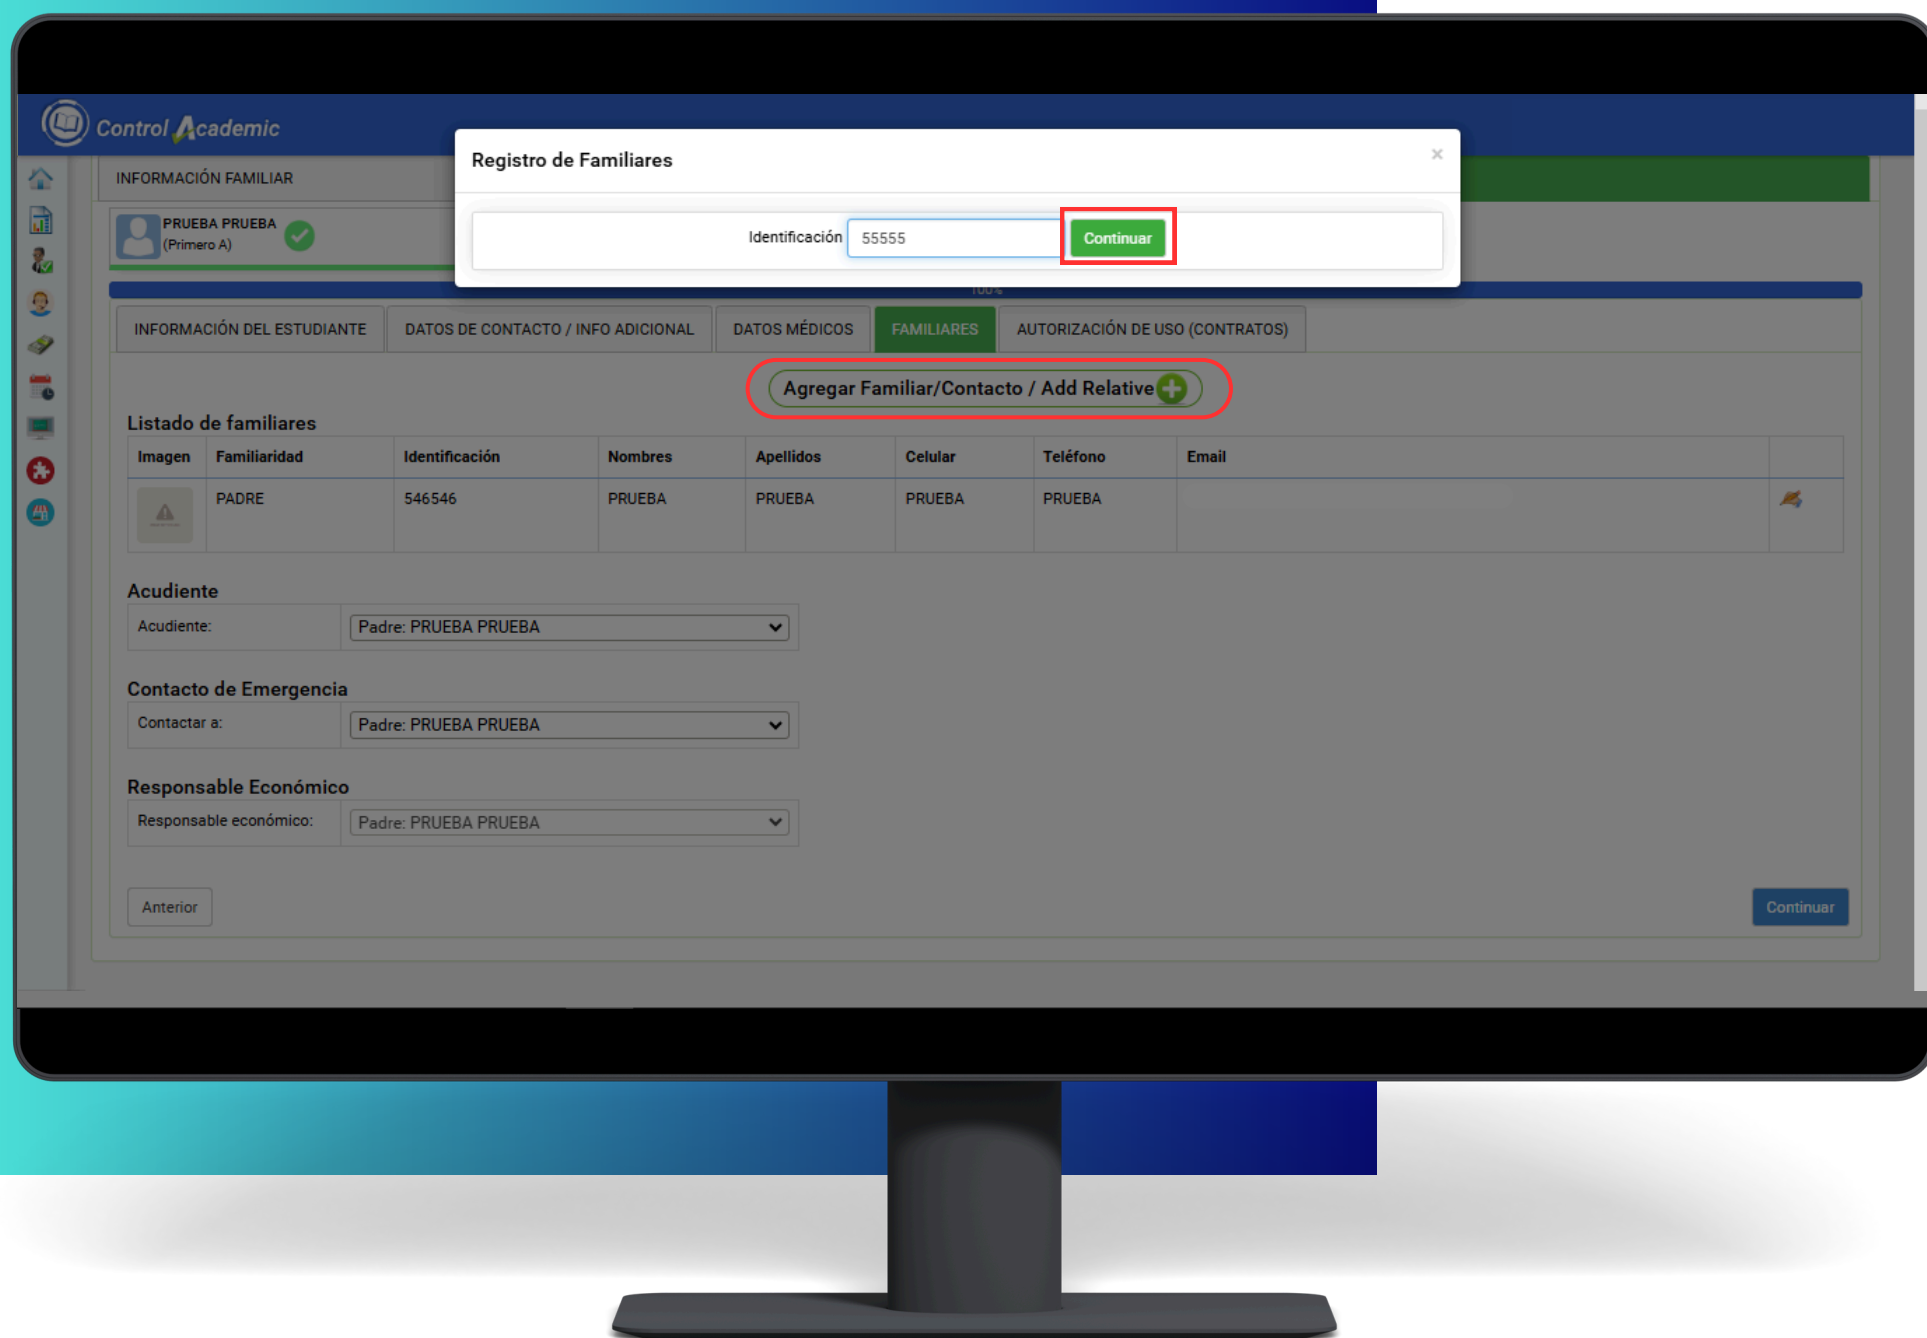 Control Academic
Registro de Familiares
×
Identificación 55555 Continuar
INFORMACIÓN FAMILIAR
PRUEBA PRUEBA
(Primero A)
100%
INFORMACIÓN DEL ESTUDIANTE DATOS DE CONTACTO / INFO ADICIONAL DATOS MÉDICOS FAMILIARES AUTORIZACIÓN DE USO (CONTRATOS)
Agregar Familiar/Contacto / Add Relative
Listado de familiares
Imagen Familiaridad Identificación Nombres Apellidos Celular Teléfono Email
PADRE 546546 PRUEBA PRUEBA PRUEBA PRUEBA
Acudiente
Acudiente: Padre: PRUEBA PRUEBA
Contacto de Emergencia
Contactar a: Padre: PRUEBA PRUEBA
Responsable Económico
Responsable económico: Padre: PRUEBA PRUEBA
Anterior Continuar